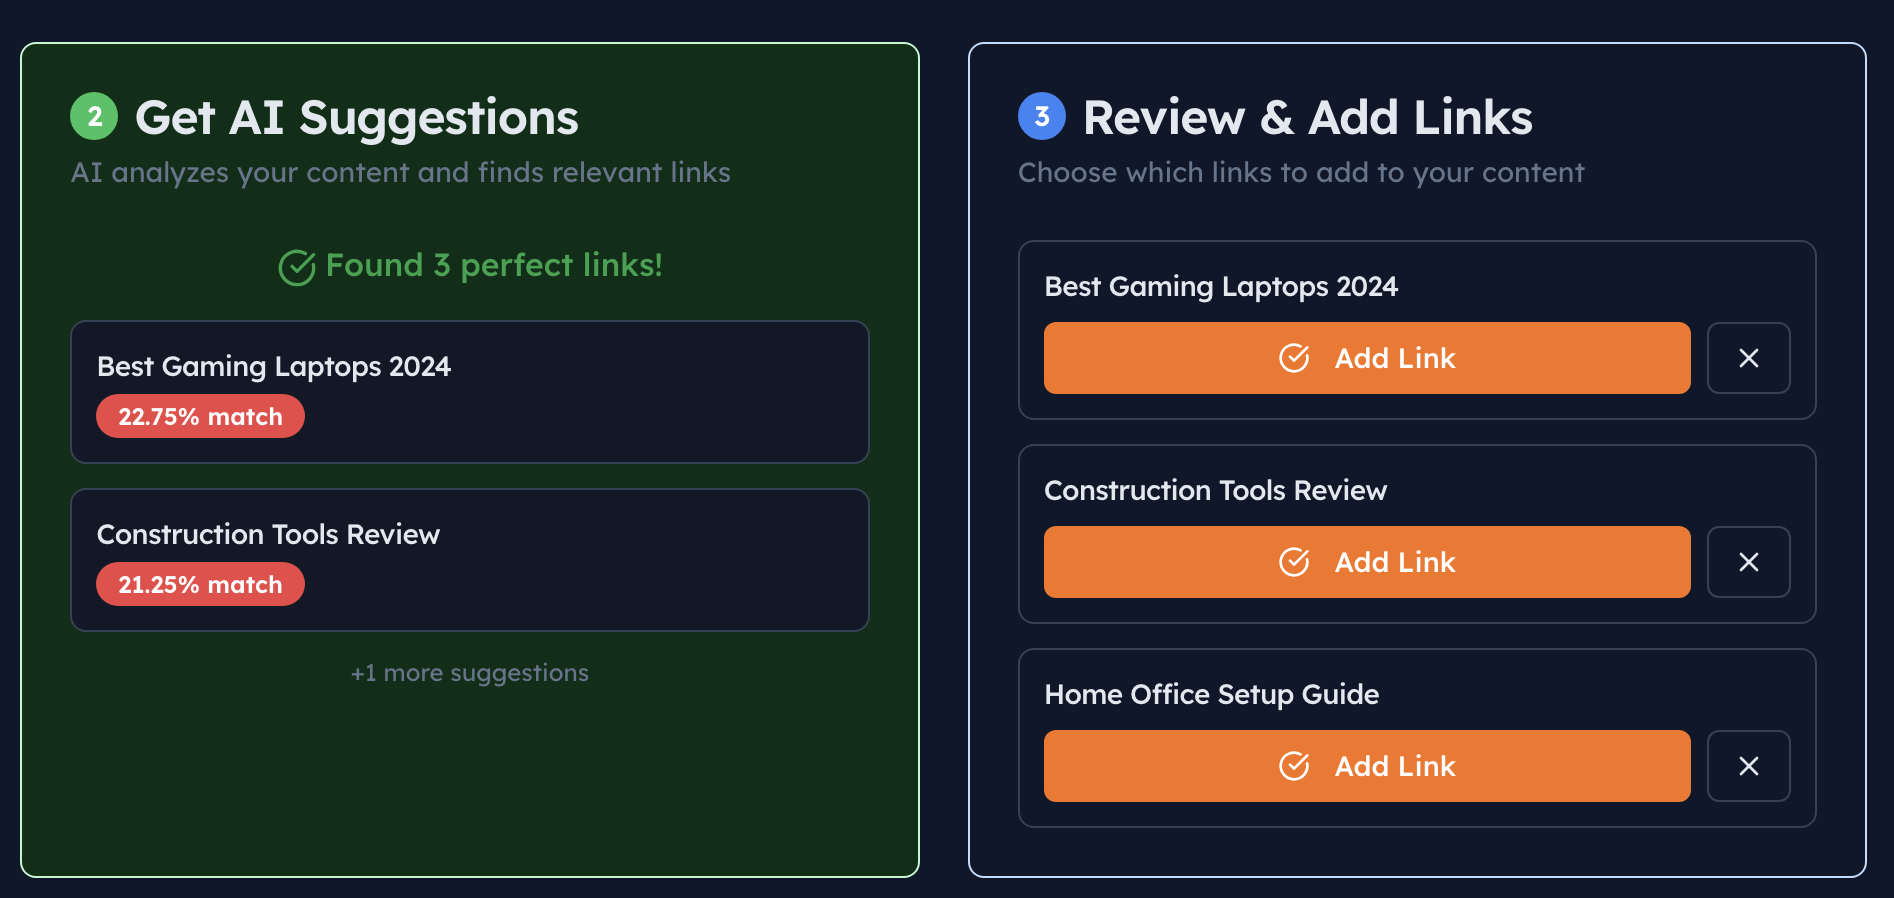 2 Get AI Suggestions
AI analyzes your content and finds relevant links
Found 3 perfect links!
Best Gaming Laptops 2024
22.75% match
Construction Tools Review
21.25% match
+1 more suggestions
3 Review & Add Links
Choose which links to add to your content
Best Gaming Laptops 2024
Add Link
Construction Tools Review
Add Link
Home Office Setup Guide
Add Link